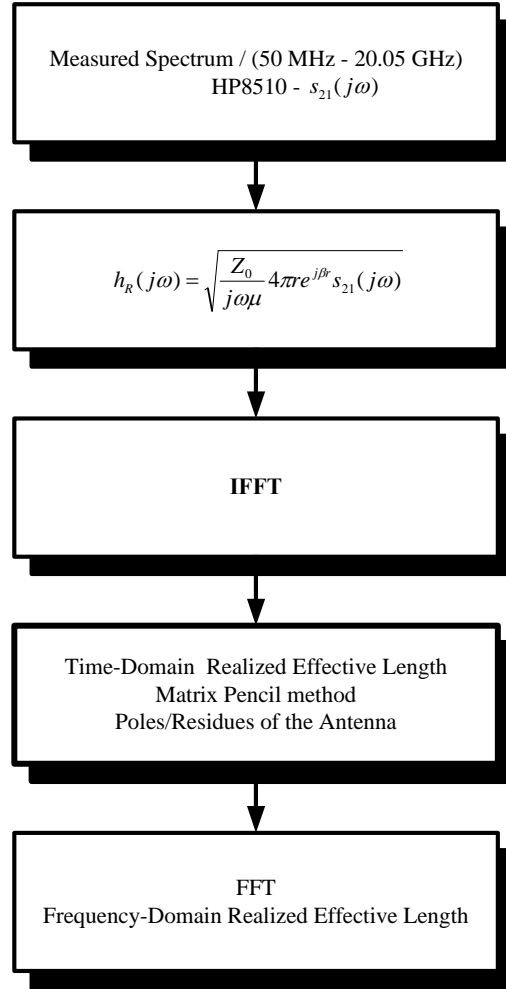 Measured Spectrum / (50 MHz - 20.05 GHz)
HP8510 - s₂₁(jω)
h_R(jω) = √(Z₀/(jωμ) 4πre^{jβr}s₂₁(jω))
IFFT
Time-Domain Realized Effective Length
Matrix Pencil method
Poles/Residues of the Antenna
FFT
Frequency-Domain Realized Effective Length